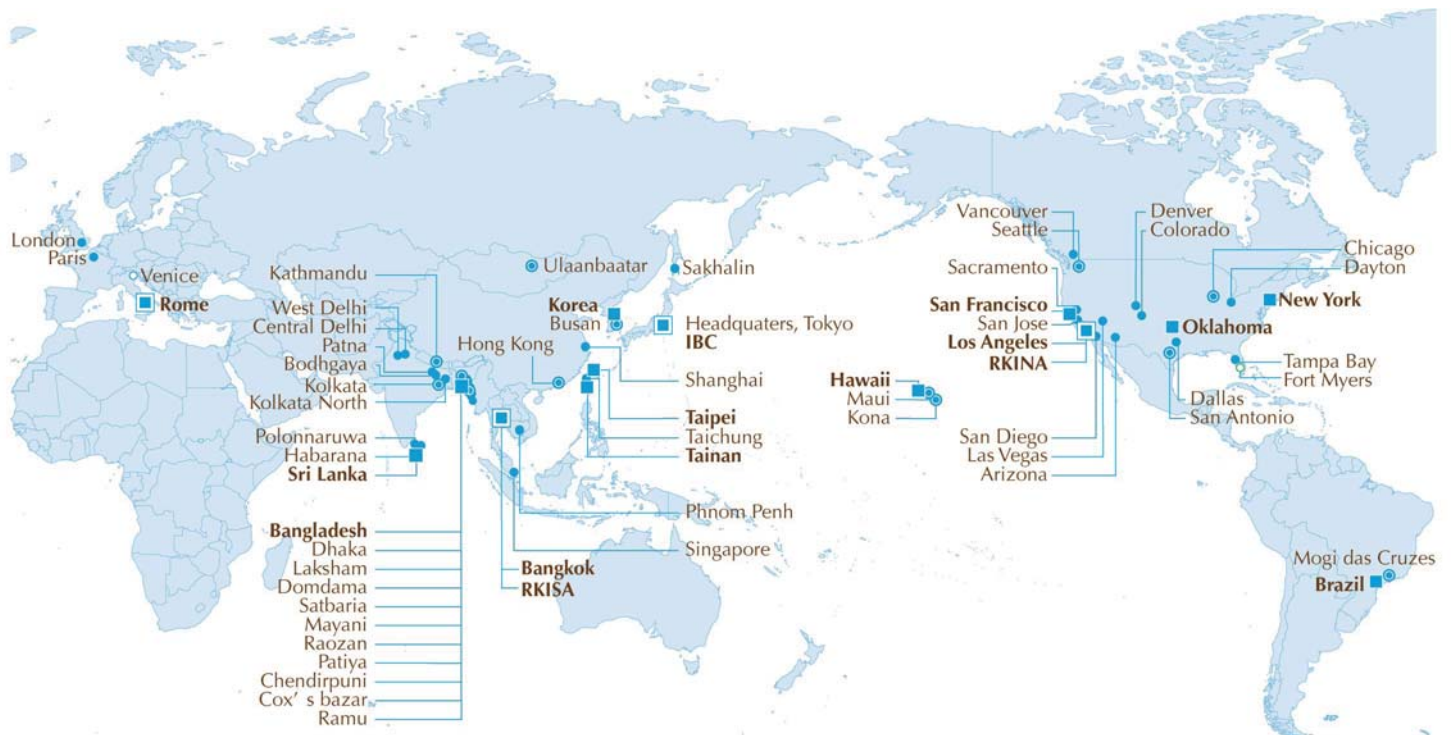 London
Paris
Venice
Rome
Kathmandu
West Delhi
Central Delhi
Patna
Bodhgaya
Kolkata
Kolkata North
Polonnaruwa
Habarana
Sri Lanka
Bangladesh
Dhaka
Laksham
Domdama
Satbaria
Mayani
Raozan
Patiya
Chendirpuni
Cox’ s bazar
Ramu
Ulaanbaatar
Sakhalin
Korea
Busan
Headquaters, Tokyo
IBC
Hong Kong
Shanghai
Taipei
Taichung
Tainan
Phnom Penh
Singapore
Bangkok
RKISA
Hawaii
Maui
Kona
Vancouver
Seattle
Sacramento
San Francisco
San Jose
Los Angeles
RKINA
San Diego
Las Vegas
Arizona
Denver
Colorado
Chicago
Dayton
New York
Oklahoma
Tampa Bay
Fort Myers
Dallas
San Antonio
Mogi das Cruzes
Brazil